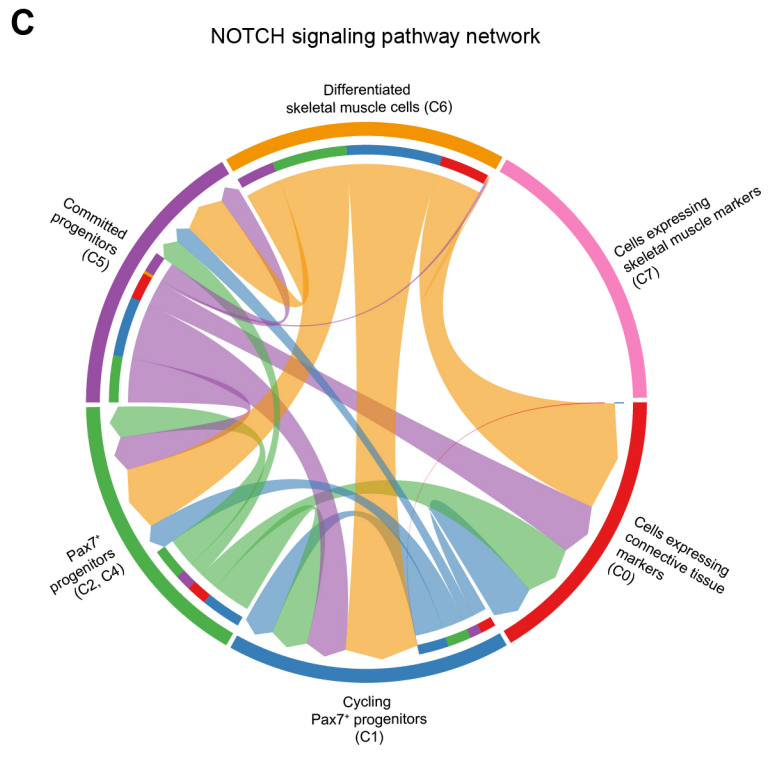 C
NOTCH signaling pathway network
Differentiated
skeletal muscle cells (C6)
Cells expressing
skeletal muscle markers
(C7)
Committed
progenitors
(C5)
Pax7⁺
progenitors
(C2, C4)
Cells expressing
connective tissue
markers
(C0)
Cycling
Pax7⁺ progenitors
(C1)